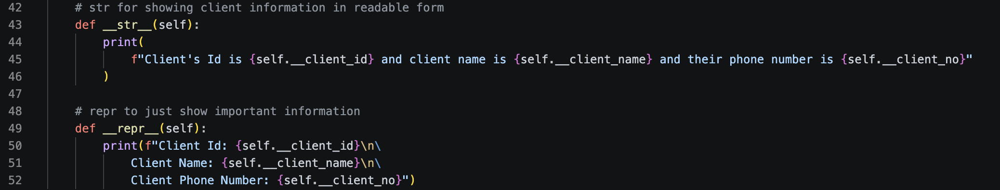 42 # str for showing client information in readable form
43 def __str__(self):
44 print(
45 f"Client's Id is {self.__client_id} and client name is {self.__client_name} and their phone number is {self.__client_no}"
46 )
47
48 # repr to just show important information
49 def __repr__(self):
50 print(f"Client Id: {self.__client_id}\n\
51 Client Name: {self.__client_name}\n\
52 Client Phone Number: {self.__client_no}")